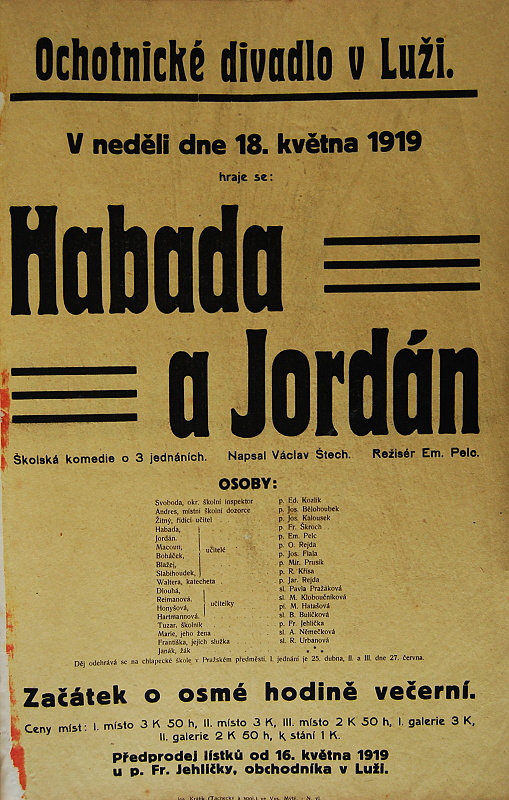 Ochotnické divadlo v Luži.
V neděli dne 18. května 1919
hraje se:
Habada
a Jordán
Školská komedie o 3 jednáních. Napsal Václav Štech. Režisér Em. Pelc.
OSOBY:
Svoboda, okr. školní inspektor p. Ed. Kozlík
Andres, místní školní dozorce p. Jos. Bělohoubek
Žitný, řídící učitel p. Jos. Kalousek
Habada, p. Fr. Škroch
Jordán. p. Em. Pelc
Macoun, učitelé p. O. Rejda
Boháček, p. Jos. Fiala
Blažej, p. Mir. Prusík
Slabihoudek, p. R. Křísa
Waltera, katecheta p. Jar. Rejda
Dlouhá, sl. Pavla Pražáková
Reimanová. učitelky sl. M. Kloboučníková
Honyšová, pí. M. Hatašová
Hartmannová. sl. B. Buličková
Tuzar, školník p. Fr. Jehlička
Marie, jeho žena sl. A. Němečková
Františka, jejich služka sl. R. Urbanová
Janák, žák * * *
Děj odehrává se na chlapecké škole v Pražském předměstí. I. jednání je 25. dubna, II. a III. dne 27. června.
Začátek o osmé hodině večerní.
Ceny míst: I. místo 3 K 50 h, II. místo 3 K, III. místo 2 K 50 h, I. galerie 3 K,
II. galerie 2 K 50 h, k stání 1 K.
Předprodej lístků od 16. května 1919
u p. Fr. Jehličky, obchodníka v Luži.